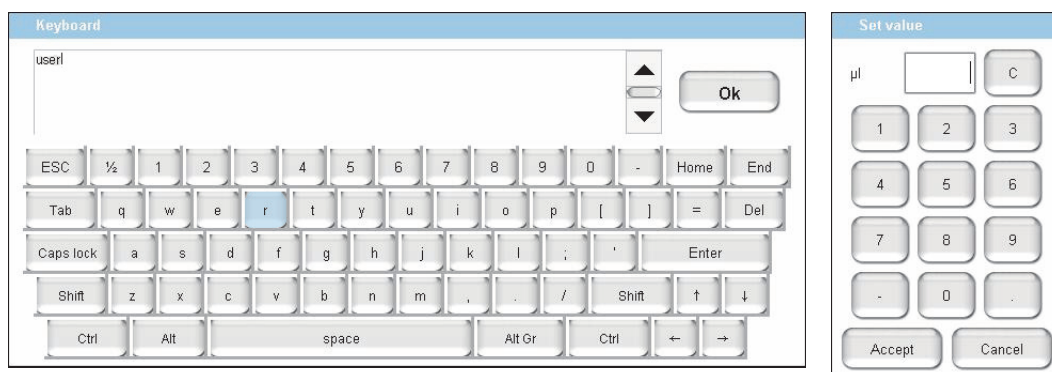 Keyboard
userl
Ok
ESC ½ 1 2 3 4 5 6 7 8 9 0 - Home End
Tab q w e r t y u i o p [ ] = Del
Caps lock a s d f g h j k l ; ' Enter
Shift z x c v b n m , . / Shift ↑ ↓
Ctrl Alt space Alt Gr Ctrl ← →
Set value
µl C
1 2 3
4 5 6
7 8 9
- 0 .
Accept Cancel